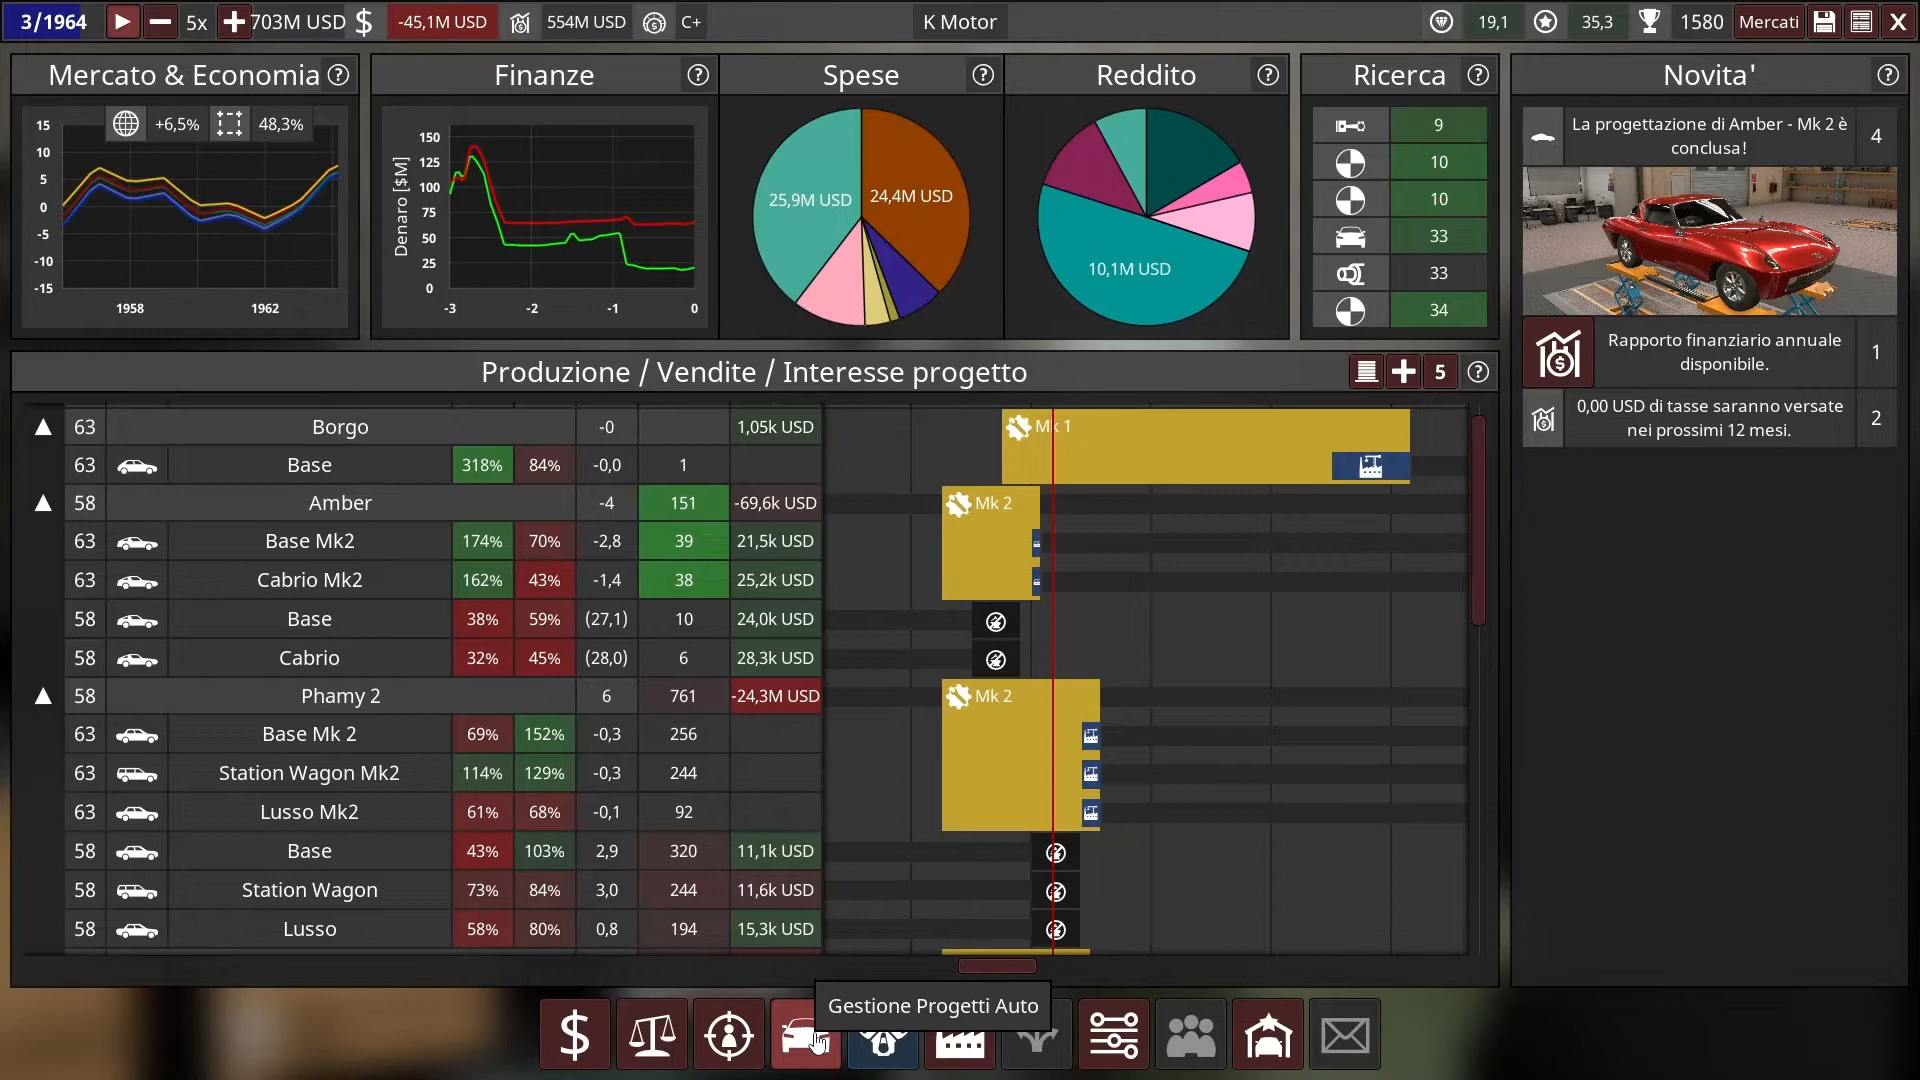 3/1964
5x
703M USD
-45,1M USD
554M USD
C+
K Motor
19,1
35,3
1580
Mercati
Mercato & Economia
+6,5%
48,3%
15
10
5
0
-5
-10
-15
1958
1962
Finanze
Denaro [$M]
150
125
100
75
50
25
0
-3
-2
-1
0
Spese
25,9M USD
24,4M USD
Reddito
10,1M USD
Ricerca
9
10
10
33
33
34
Novita'
La progettazione di Amber - Mk 2 è
conclusa!
4
Rapporto finanziario annuale
disponibile.
1
0,00 USD di tasse saranno versate
nei prossimi 12 mesi.
2
Produzione / Vendite / Interesse progetto
5
63 Borgo -0 1,05k USD Mk 1
63 Base 318% 84% -0,0 1
58 Amber -4 151 -69,6k USD Mk 2
63 Base Mk2 174% 70% -2,8 39 21,5k USD
63 Cabrio Mk2 162% 43% -1,4 38 25,2k USD
58 Base 38% 59% (27,1) 10 24,0k USD
58 Cabrio 32% 45% (28,0) 6 28,3k USD
58 Phamy 2 6 761 -24,3M USD Mk 2
63 Base Mk 2 69% 152% -0,3 256
63 Station Wagon Mk2 114% 129% -0,3 244
63 Lusso Mk2 61% 68% -0,1 92
58 Base 43% 103% 2,9 320 11,1k USD
58 Station Wagon 73% 84% 3,0 244 11,6k USD
58 Lusso 58% 80% 0,8 194 15,3k USD
Gestione Progetti Auto